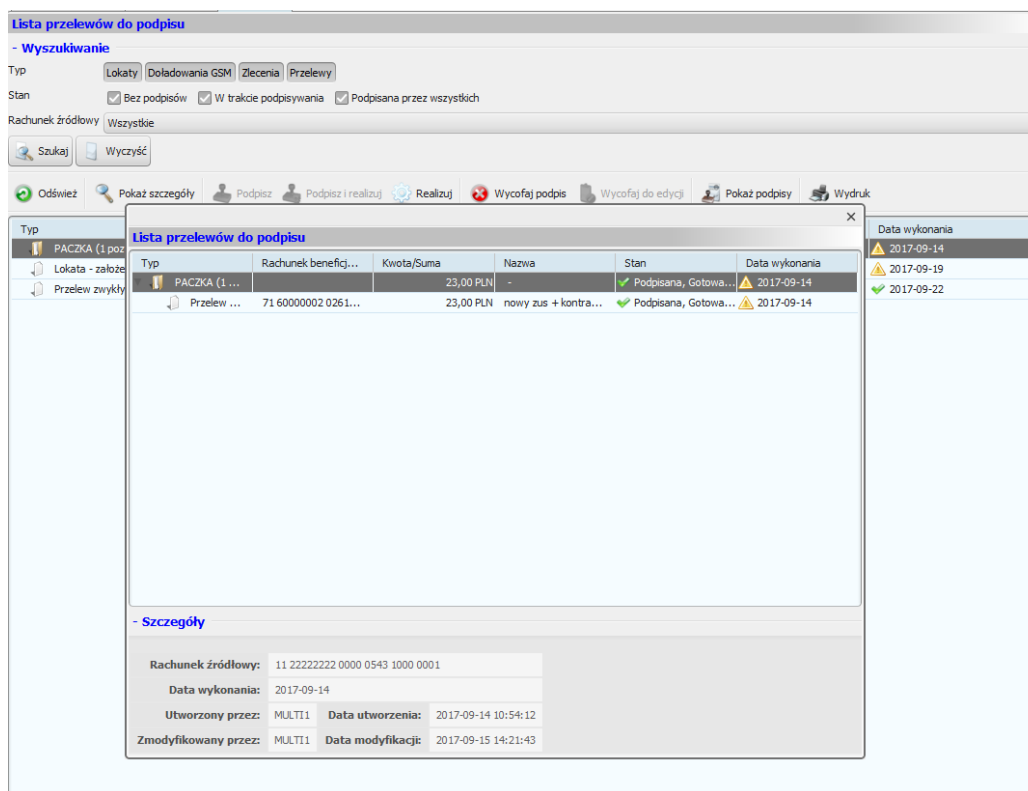 Lista przelewów do podpisu
- Wyszukiwanie
Typ Lokaty Doładowania GSM Zlecenia Przelewy
Stan Bez podpisów W trakcie podpisywania Podpisana przez wszystkich
Rachunek źródłowy Wszystkie
Szukaj Wyczyść
Odśwież Pokaż szczegóły Podpisz Podpisz i realizuj Realizuj Wycofaj podpis Wycofaj do edycji Pokaż podpisy Wydruk
Typ Data wykonania
PACZKA (1 poz 2017-09-14
Lokata - założe 2017-09-19
Przelew zwykły 2017-09-22
Lista przelewów do podpisu
Typ Rachunek beneficj... Kwota/Suma Nazwa Stan Data wykonania
PACZKA (1 ... 23,00 PLN - Podpisana, Gotowa... 2017-09-14
Przelew ... 71 60000002 0261... 23,00 PLN nowy zus + kontra... Podpisana, Gotowa... 2017-09-14
- Szczegóły
Rachunek źródłowy: 11 22222222 0000 0543 1000 0001
Data wykonania: 2017-09-14
Utworzony przez: MULTI1 Data utworzenia: 2017-09-14 10:54:12
Zmodyfikowany przez: MULTI1 Data modyfikacji: 2017-09-15 14:21:43